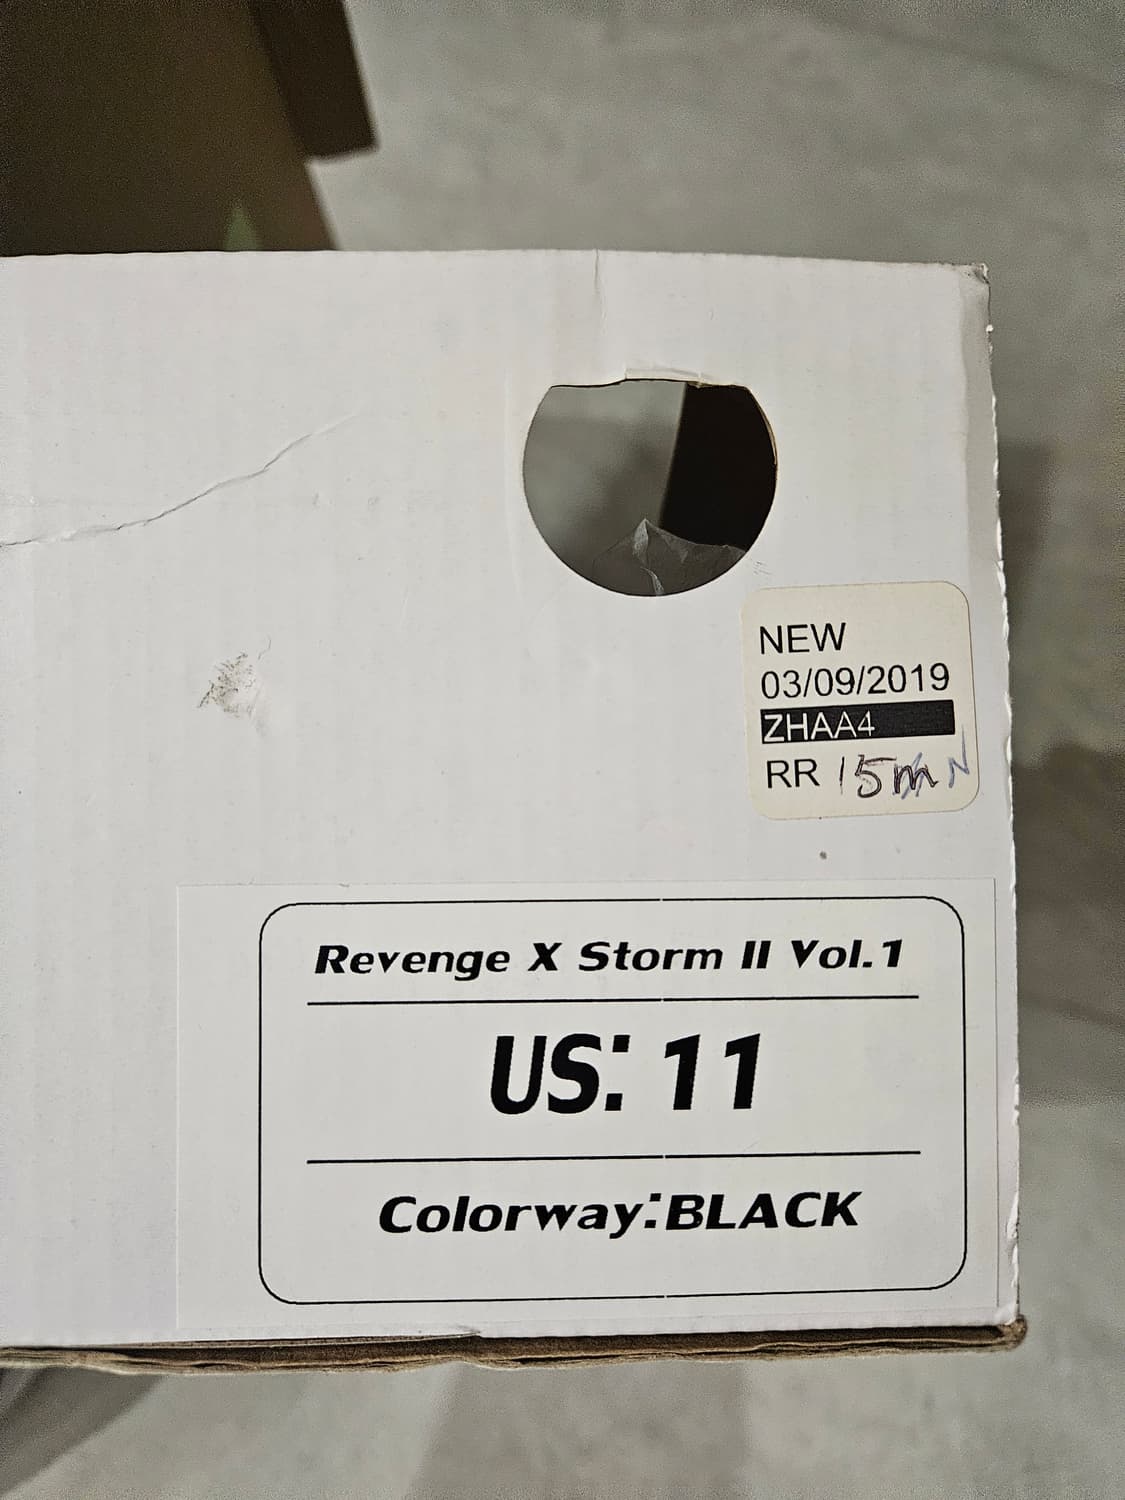 NEW
03/09/2019
ZHAA4
RR 15m
Revenge X Storm II Vol.1
US: 11
Colorway:BLACK